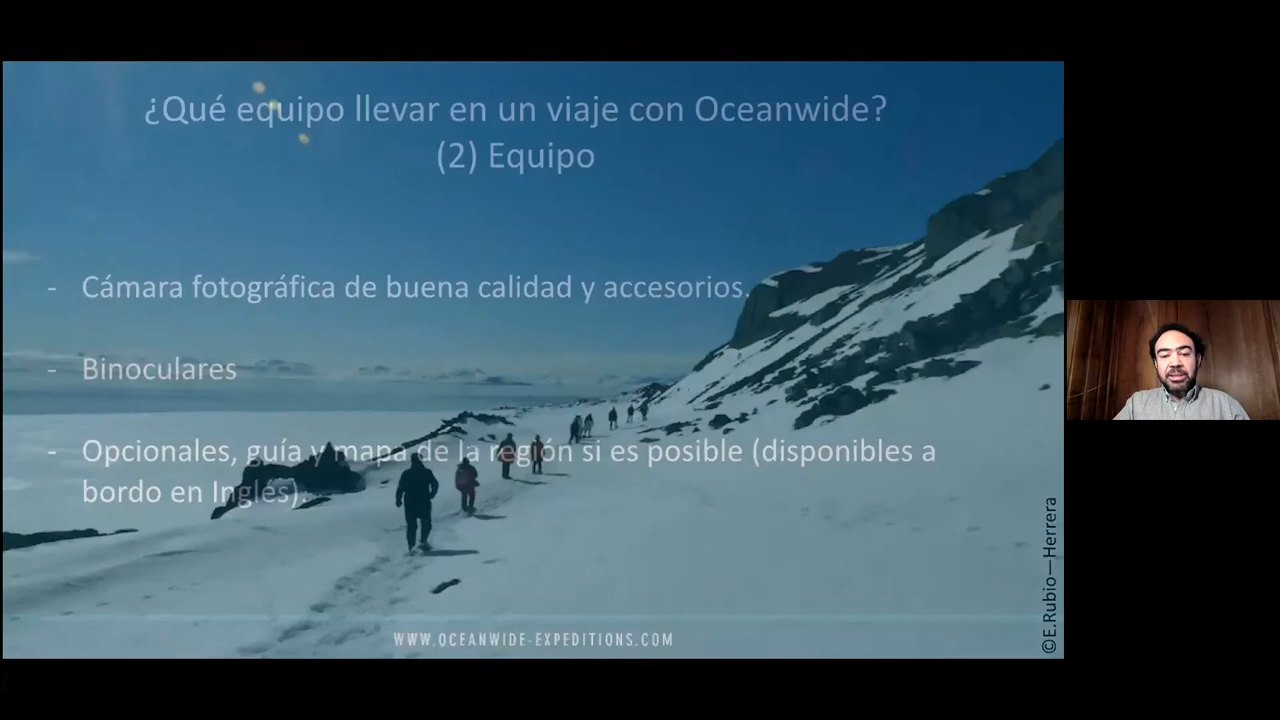 ¿Qué equipo llevar en un viaje con Oceanwide?
(2) Equipo
- Cámara fotográfica de buena calidad y accesorios.
- Binoculares
- Opcionales, guía y mapa de la región si es posible (disponibles a
bordo en Inglés).
©E.Rubio—Herrera
WWW.OCEANWIDE-EXPEDITIONS.COM